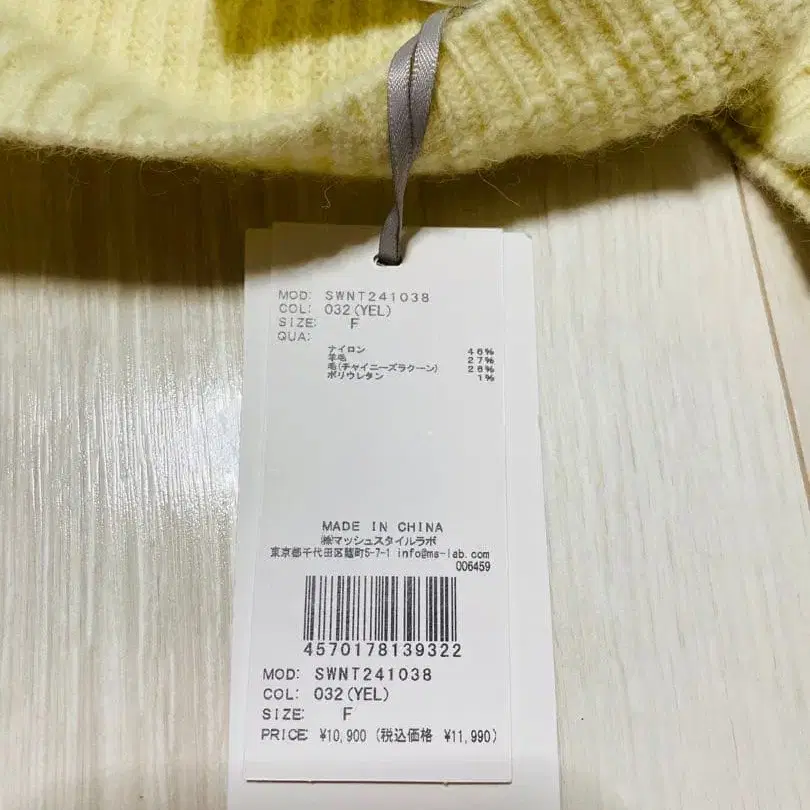 MOD: SWNT241038
COL: 032(YEL)
SIZE: F
QUA:
ナイロン 46%
羊毛 27%
毛(チャイニーズラクーン) 26%
ポリウレタン 1%
MADE IN CHINA
㈱マッシュスタイルラボ
東京都千代田区麹町5-7-1 info@ms-lab.com
006459
4570178139322
MOD: SWNT241038
COL: 032(YEL)
SIZE: F
PRICE: ¥10,900 (税込価格 ¥11,990)